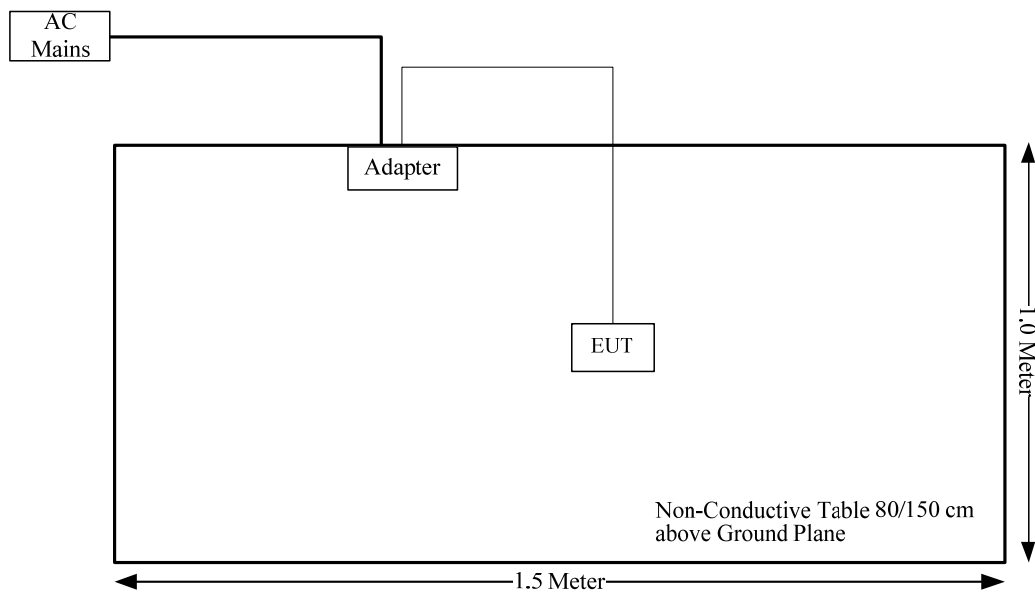 AC
Mains
Adapter
EUT
1.0 Meter
Non-Conductive Table 80/150 cm
above Ground Plane
1.5 Meter